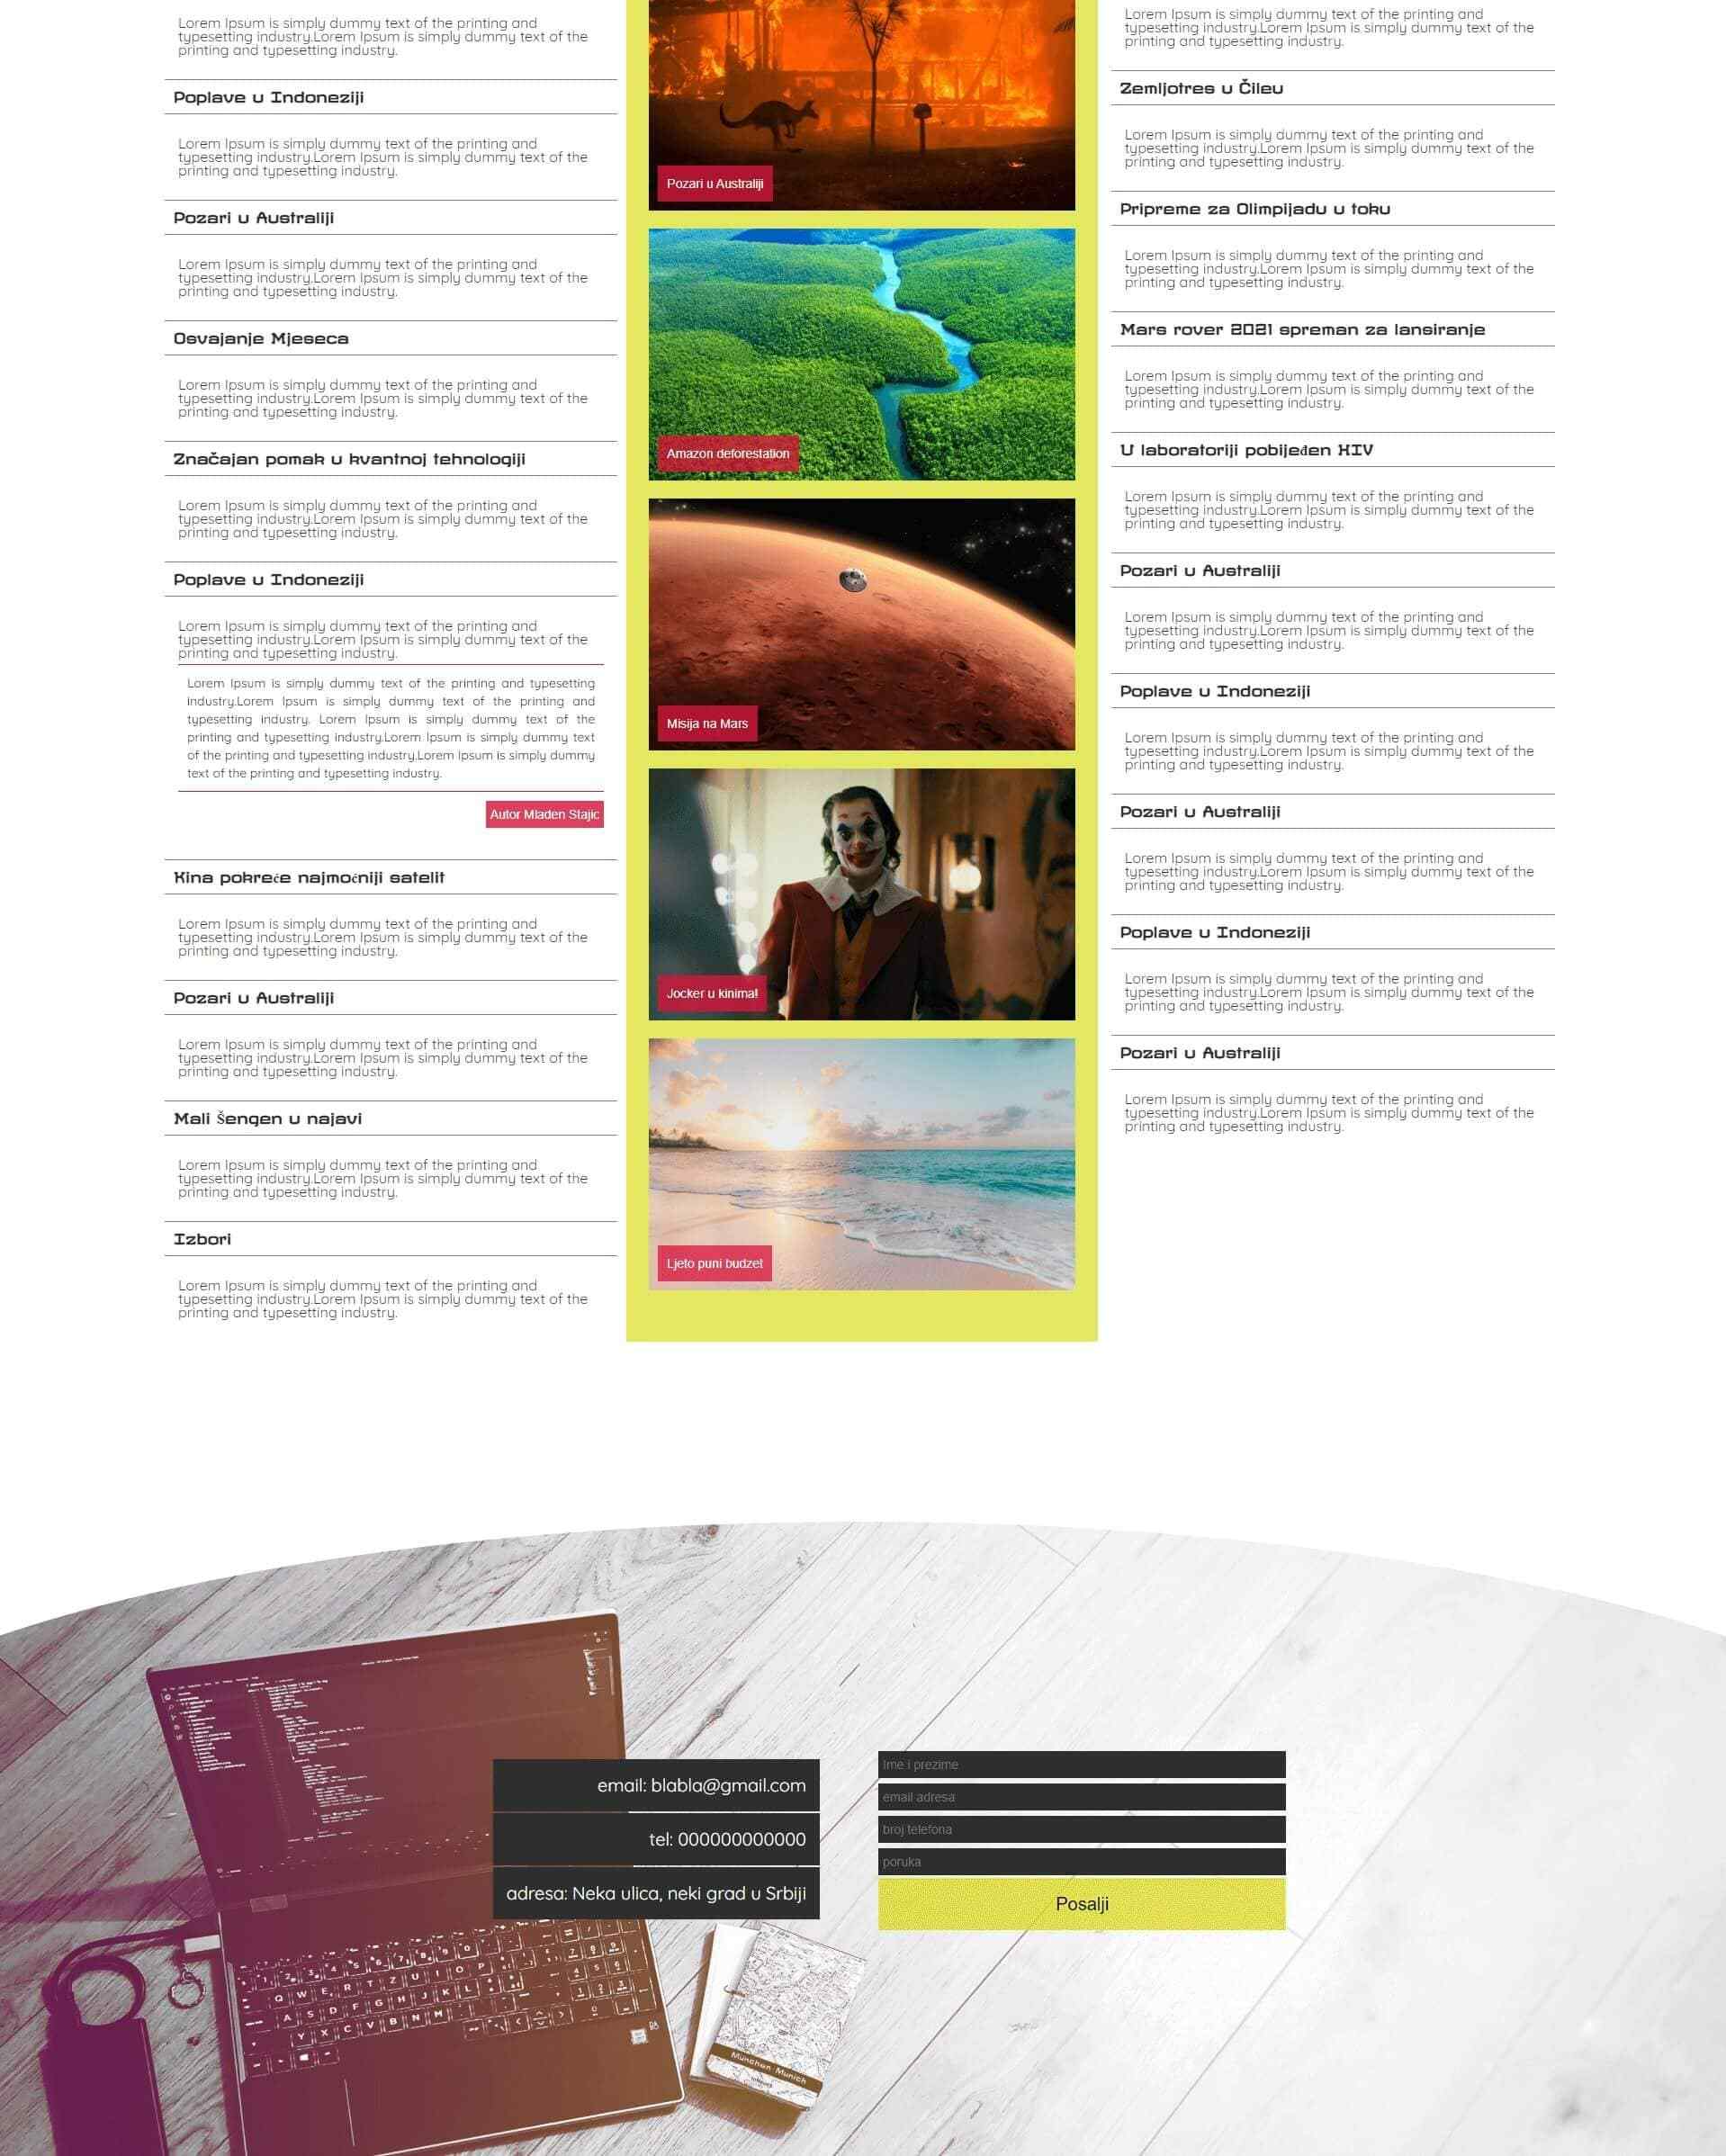 Lorem Ipsum is simply dummy text of the printing and
typesetting industry.Lorem Ipsum is simply dummy text of the
printing and typesetting industry.
Poplave u Indoneziji
Lorem Ipsum is simply dummy text of the printing and
typesetting industry.Lorem Ipsum is simply dummy text of the
printing and typesetting industry.
Pozari u Australiji
Lorem Ipsum is simply dummy text of the printing and
typesetting industry.Lorem Ipsum is simply dummy text of the
printing and typesetting industry.
Osvajanje Mjeseca
Lorem Ipsum is simply dummy text of the printing and
typesetting industry.Lorem Ipsum is simply dummy text of the
printing and typesetting industry.
Značajan pomak u kvantnoj tehnologiji
Lorem Ipsum is simply dummy text of the printing and
typesetting industry.Lorem Ipsum is simply dummy text of the
printing and typesetting industry.
Poplave u Indoneziji
Lorem Ipsum is simply dummy text of the printing and
typesetting industry.Lorem Ipsum is simply dummy text of the
printing and typesetting industry.
Lorem Ipsum is simply dummy text of the printing and typesetting
industry.Lorem Ipsum is simply dummy text of the printing and
typesetting industry. Lorem Ipsum is simply dummy text of the
printing and typesetting industry.Lorem Ipsum is simply dummy text
of the printing and typesetting industry.Lorem Ipsum is simply dummy
text of the printing and typesetting industry.
Autor Mladen Stajic
Kina pokreće najmoćniji satelit
Lorem Ipsum is simply dummy text of the printing and
typesetting industry.Lorem Ipsum is simply dummy text of the
printing and typesetting industry.
Pozari u Australiji
Lorem Ipsum is simply dummy text of the printing and
typesetting industry.Lorem Ipsum is simply dummy text of the
printing and typesetting industry.
Mali Šengen u najavi
Lorem Ipsum is simply dummy text of the printing and
typesetting industry.Lorem Ipsum is simply dummy text of the
printing and typesetting industry.
Izbori
Lorem Ipsum is simply dummy text of the printing and
typesetting industry.Lorem Ipsum is simply dummy text of the
printing and typesetting industry.
Pozari u Australiji
Amazon deforestation
Misija na Mars
Jocker u kinima!
Ljeto puni budzet
Lorem Ipsum is simply dummy text of the printing and
typesetting industry.Lorem Ipsum is simply dummy text of the
printing and typesetting industry.
Zemljotres u Čileu
Lorem Ipsum is simply dummy text of the printing and
typesetting industry.Lorem Ipsum is simply dummy text of the
printing and typesetting industry.
Pripreme za Olimpijadu u toku
Lorem Ipsum is simply dummy text of the printing and
typesetting industry.Lorem Ipsum is simply dummy text of the
printing and typesetting industry.
Mars rover 2021 spreman za lansiranje
Lorem Ipsum is simply dummy text of the printing and
typesetting industry.Lorem Ipsum is simply dummy text of the
printing and typesetting industry.
U laboratoriji pobijeđen HIV
Lorem Ipsum is simply dummy text of the printing and
typesetting industry.Lorem Ipsum is simply dummy text of the
printing and typesetting industry.
Pozari u Australiji
Lorem Ipsum is simply dummy text of the printing and
typesetting industry.Lorem Ipsum is simply dummy text of the
printing and typesetting industry.
Poplave u Indoneziji
Lorem Ipsum is simply dummy text of the printing and
typesetting industry.Lorem Ipsum is simply dummy text of the
printing and typesetting industry.
Pozari u Australiji
Lorem Ipsum is simply dummy text of the printing and
typesetting industry.Lorem Ipsum is simply dummy text of the
printing and typesetting industry.
Poplave u Indoneziji
Lorem Ipsum is simply dummy text of the printing and
typesetting industry.Lorem Ipsum is simply dummy text of the
printing and typesetting industry.
Pozari u Australiji
Lorem Ipsum is simply dummy text of the printing and
typesetting industry.Lorem Ipsum is simply dummy text of the
printing and typesetting industry.
email: blabla@gmail.com
tel: 000000000000
adresa: Neka ulica, neki grad u Srbiji
Ime i prezime
email adresa
broj telefona
poruka
Posalji
München · Munich